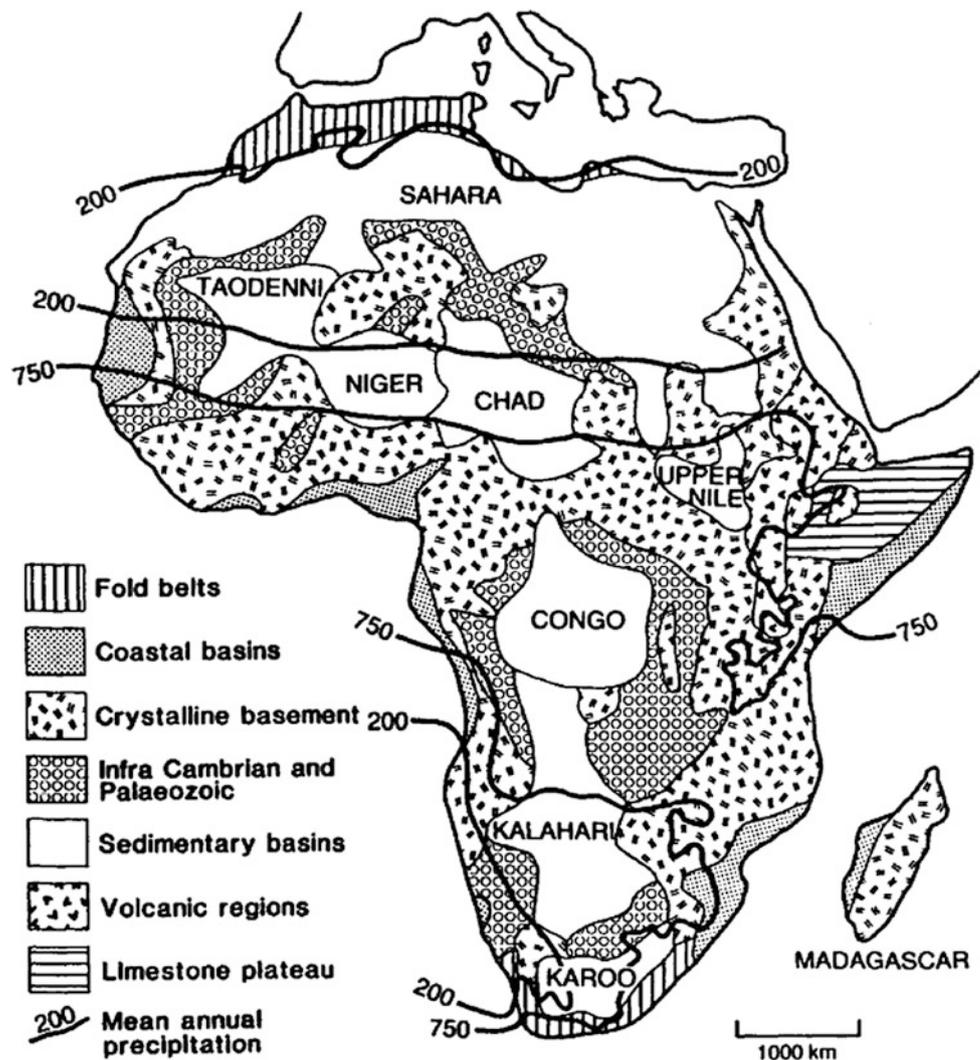 200
200
SAHARA
TAODENNI
200
750
NIGER
CHAD
UPPER
NILE
Fold belts
Coastal basins
Crystalline basement
Infra Cambrian and
Palaeozoic
Sedimentary basins
Volcanic regions
Limestone plateau
200
Mean annual
precipitation
CONGO
750
750
200
KALAHARI
KAROO
200
750
MADAGASCAR
1000 km